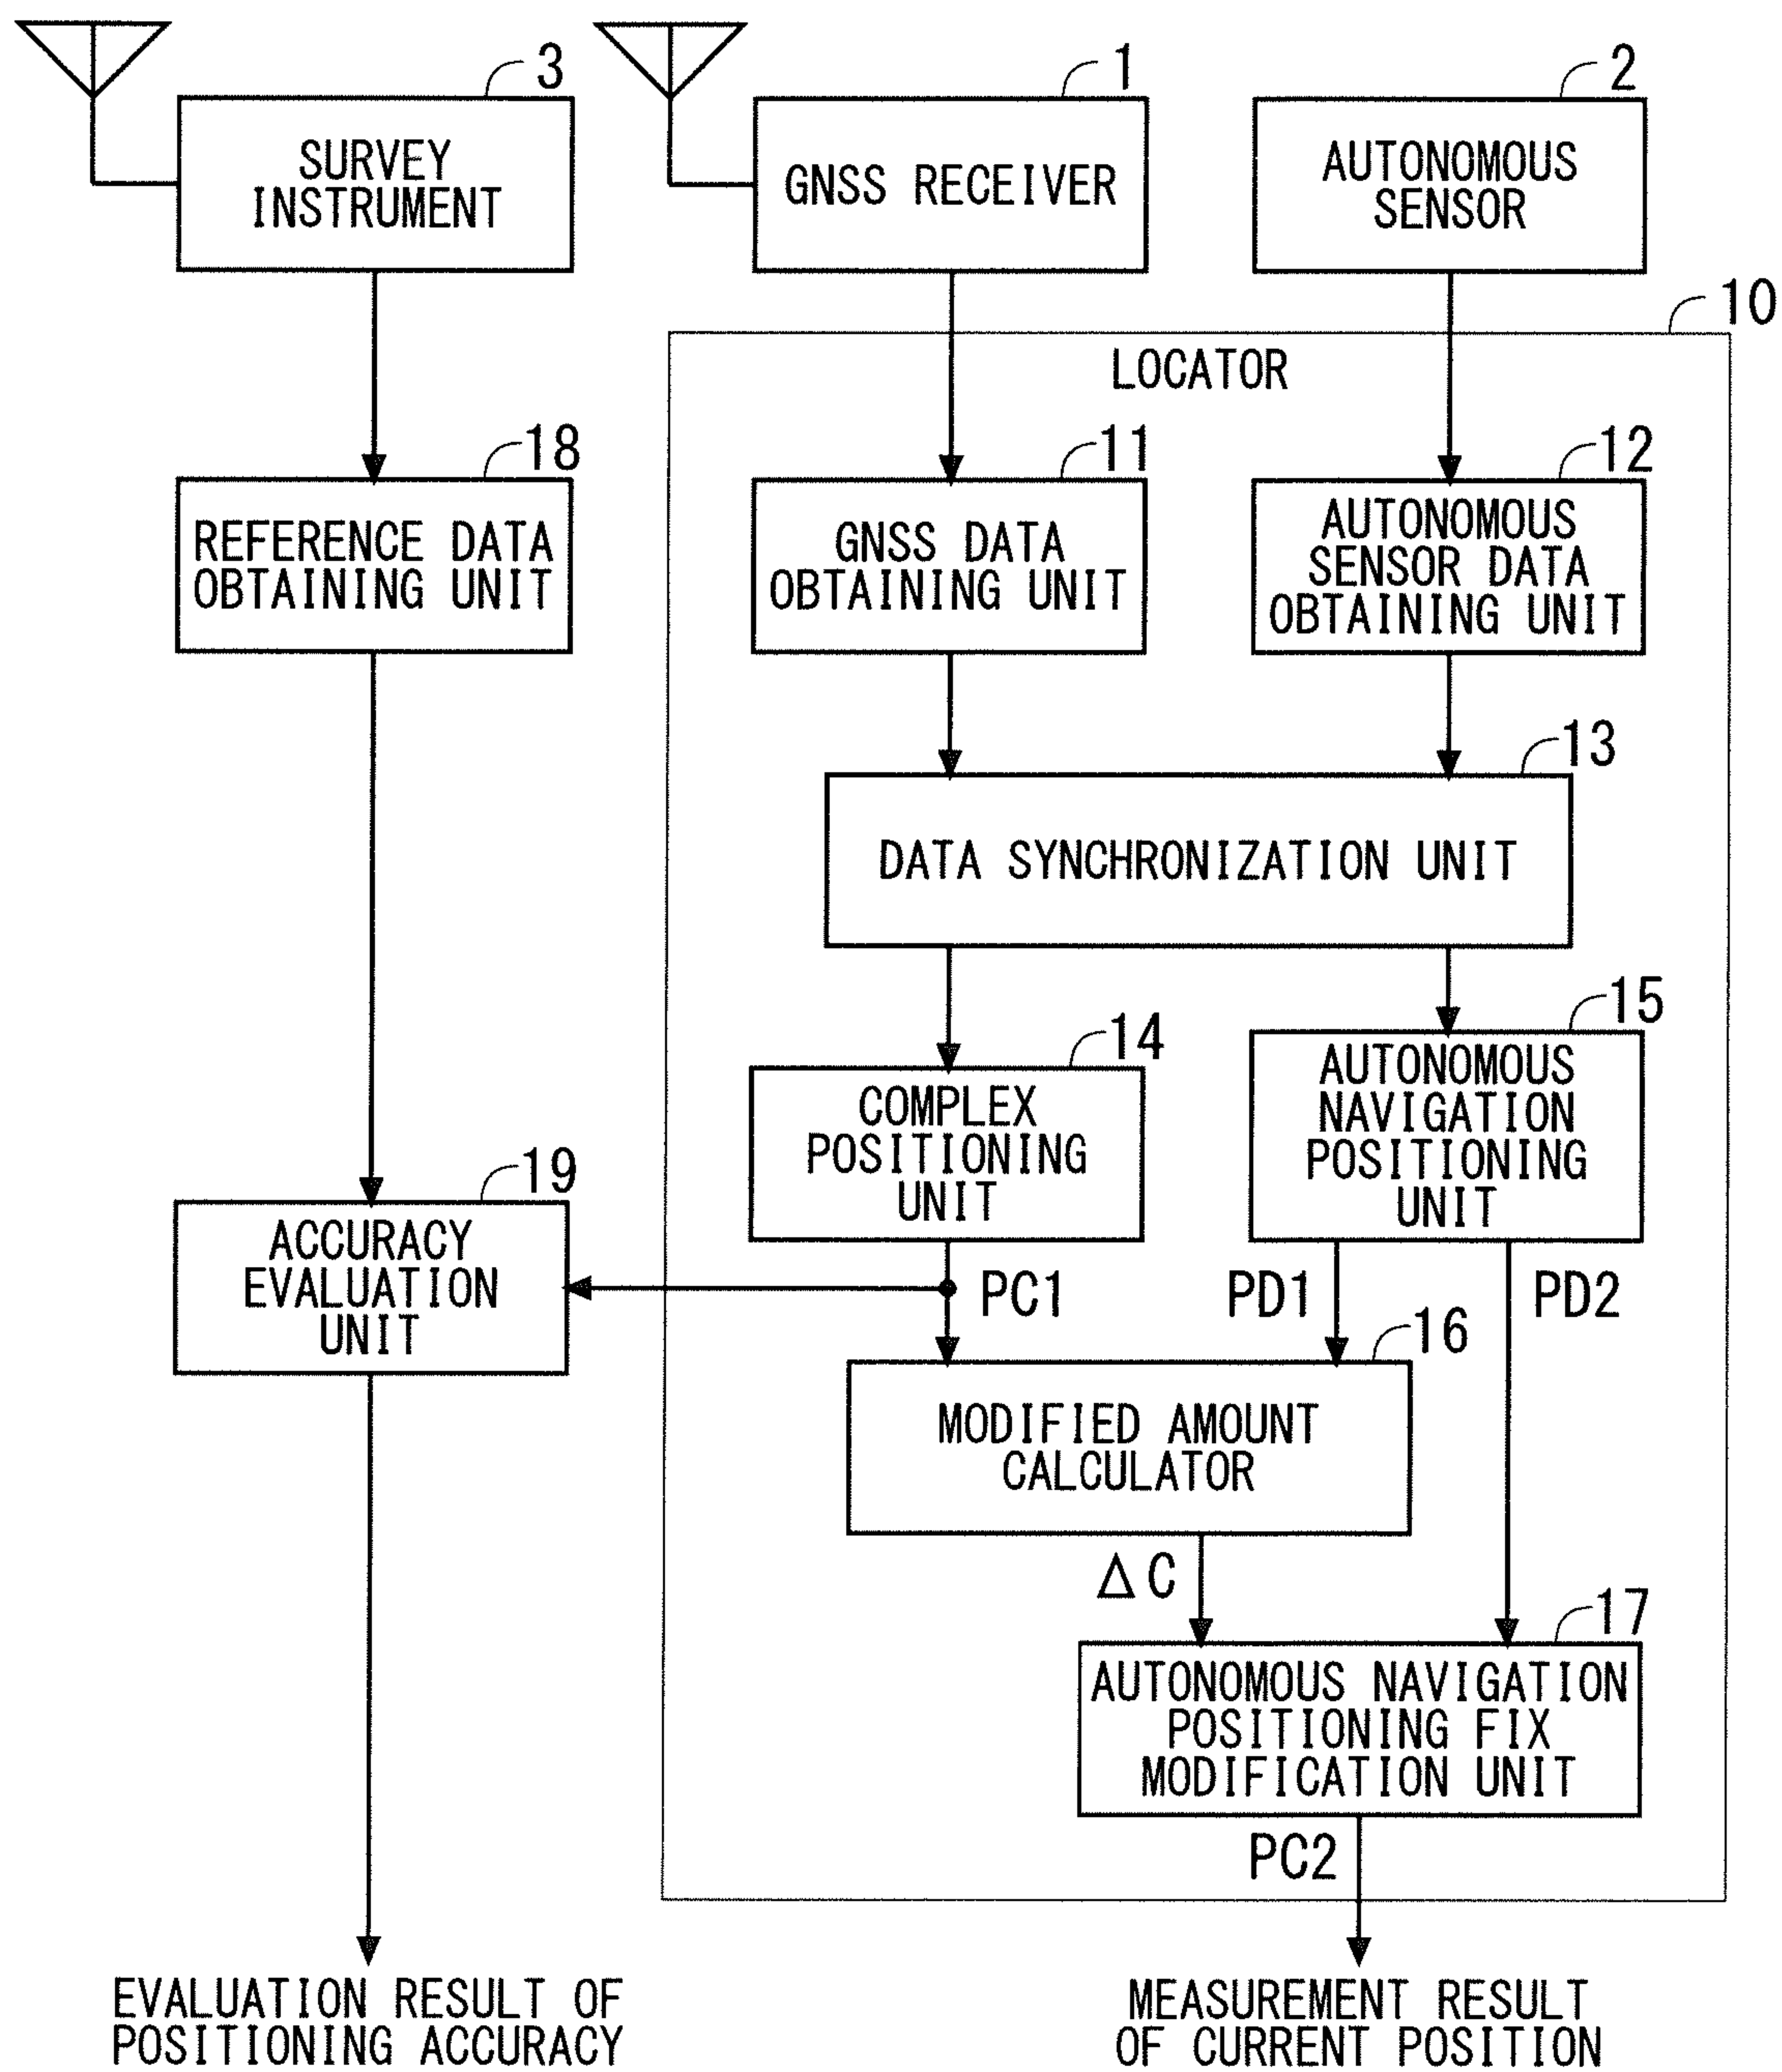 3
SURVEY
INSTRUMENT
1
GNSS RECEIVER
2
AUTONOMOUS
SENSOR
10
LOCATOR
18
REFERENCE DATA
OBTAINING UNIT
11
GNSS DATA
OBTAINING UNIT
12
AUTONOMOUS
SENSOR DATA
OBTAINING UNIT
13
DATA SYNCHRONIZATION UNIT
14
COMPLEX
POSITIONING
UNIT
15
AUTONOMOUS
NAVIGATION
POSITIONING
UNIT
19
ACCURACY
EVALUATION
UNIT
PC1
PD1
PD2
16
MODIFIED AMOUNT
CALCULATOR
ΔC
17
AUTONOMOUS NAVIGATION
POSITIONING FIX
MODIFICATION UNIT
PC2
EVALUATION RESULT OF
POSITIONING ACCURACY
MEASUREMENT RESULT
OF CURRENT POSITION